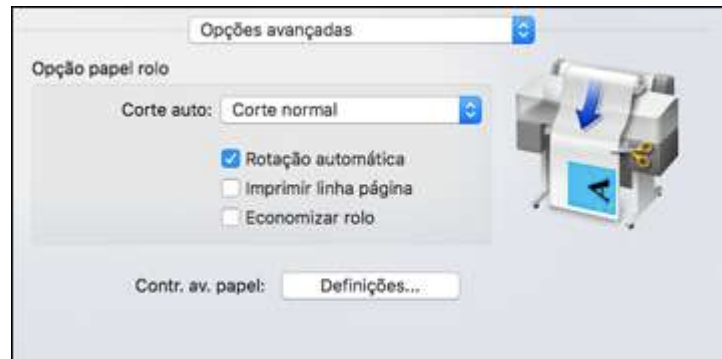 Opções avançadas
Opção papel rolo
Corte auto: Corte normal
Rotação automática
Imprimir linha página
Economizar rolo
Contr. av. papel: Definições...
A